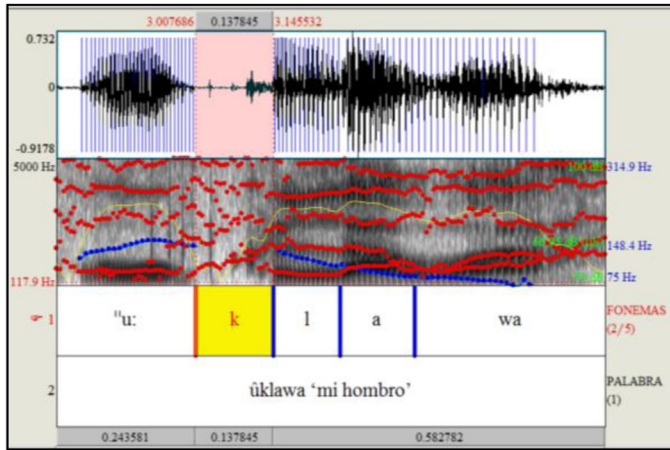 3.007686 0.137845 3.145532
0.732
0
-0.9178
5000 Hz 314.9 Hz
148.4 Hz
117.9 Hz 75 Hz
1 ᴴu: k l a wa FONEMAS
(2/5)
2 ûklawa ‘mi hombro’ PALABRA
(1)
0.243581 0.137845 0.582782